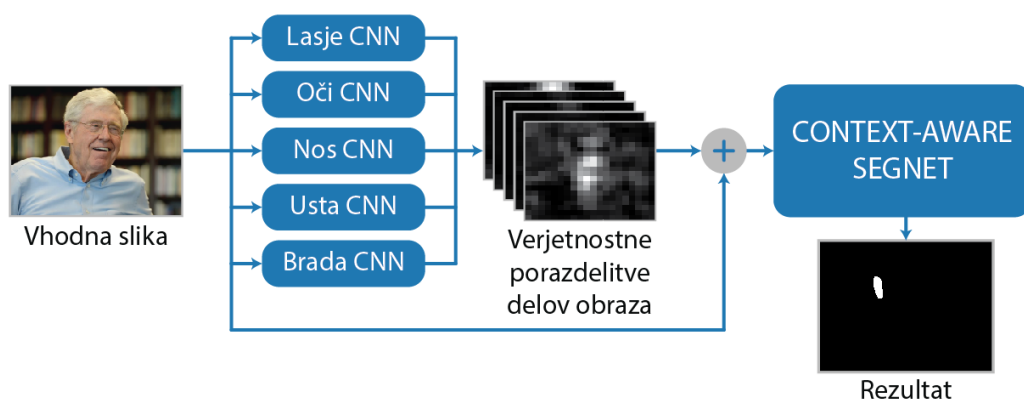 Lasje CNN
Oči CNN
Nos CNN
Usta CNN
Brada CNN
Vhodna slika
Verjetnostne
porazdelitve
delov obraza
+
CONTEXT-AWARE
SEGNET
Rezultat